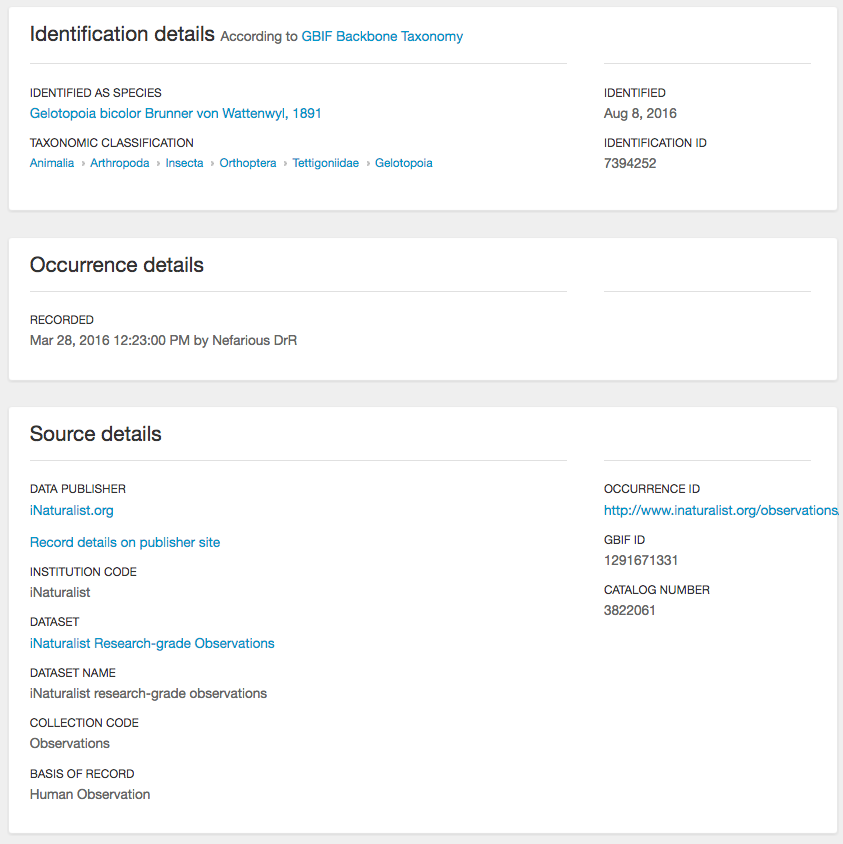 Identification details According to GBIF Backbone Taxonomy
IDENTIFIED AS SPECIES
Gelotopoia bicolor Brunner von Wattenwyl, 1891
TAXONOMIC CLASSIFICATION
Animalia › Arthropoda › Insecta › Orthoptera › Tettigoniidae › Gelotopoia
IDENTIFIED
Aug 8, 2016
IDENTIFICATION ID
7394252
Occurrence details
RECORDED
Mar 28, 2016 12:23:00 PM by Nefarious DrR
Source details
DATA PUBLISHER
iNaturalist.org
Record details on publisher site
INSTITUTION CODE
iNaturalist
DATASET
iNaturalist Research-grade Observations
DATASET NAME
iNaturalist research-grade observations
COLLECTION CODE
Observations
BASIS OF RECORD
Human Observation
OCCURRENCE ID
http://www.inaturalist.org/observations/
GBIF ID
1291671331
CATALOG NUMBER
3822061